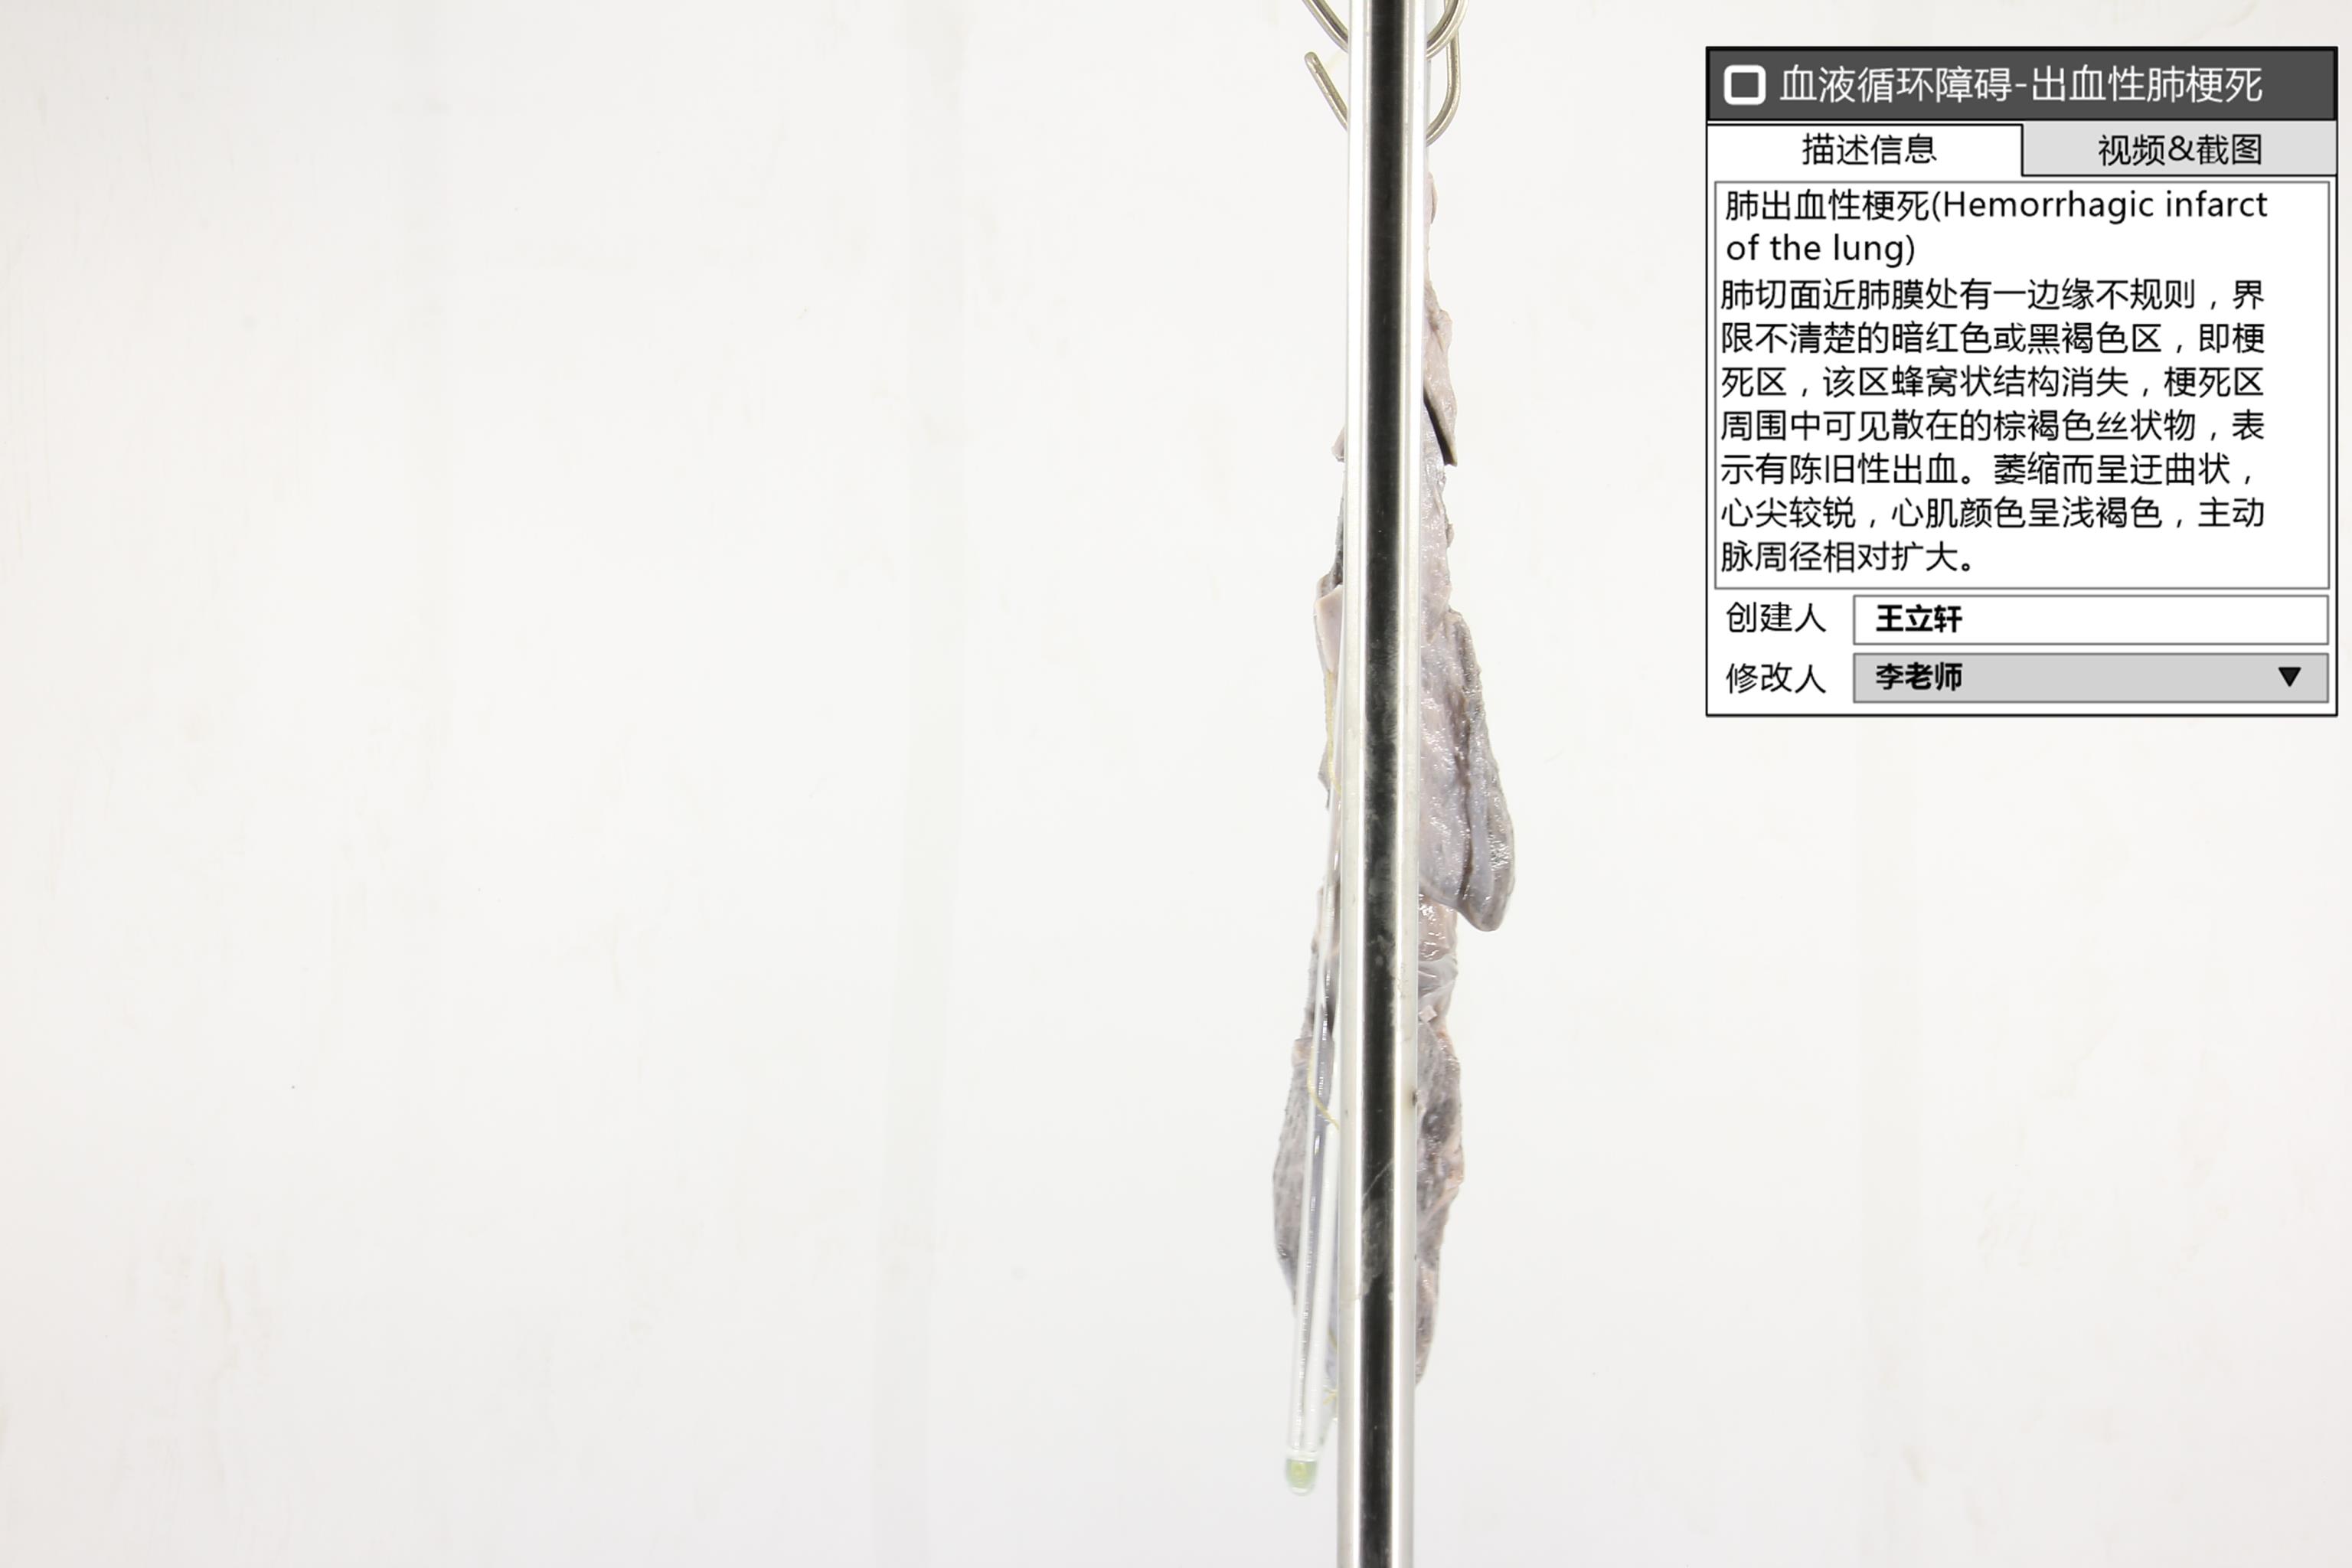 血液循环障碍-出血性肺梗死
描述信息
视频&截图
肺出血性梗死(Hemorrhagic infarct
of the lung)
肺切面近肺膜处有一边缘不规则，界
限不清楚的暗红色或黑褐色区，即梗
死区，该区蜂窝状结构消失，梗死区
周围中可见散在的棕褐色丝状物，表
示有陈旧性出血。萎缩而呈迂曲状，
心尖较锐，心肌颜色呈浅褐色，主动
脉周径相对扩大。
创建人 王立轩
修改人 李老师